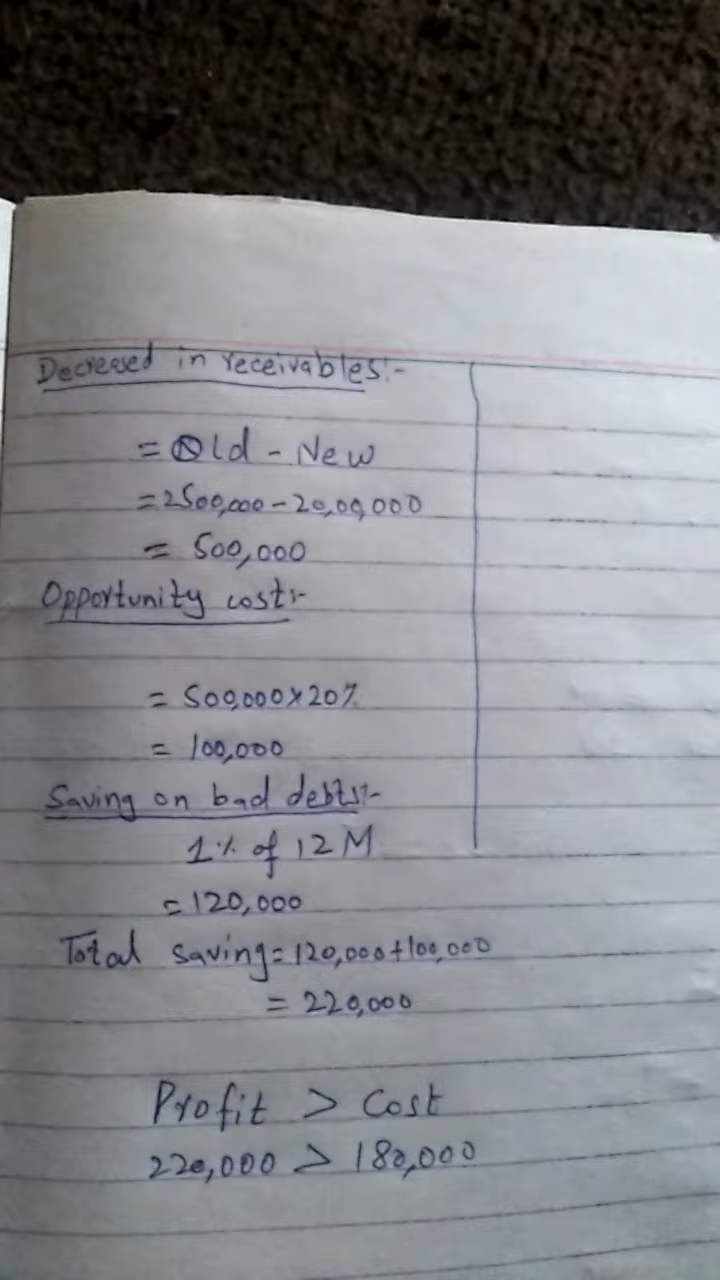 Decreased in receivables:-
= Old - New
= 2500,000 - 20,00,000
= 500,000
Opportunity cost:-
= 500,000 x 20%
= 100,000
Saving on bad debts:-
1% of 12 M
= 120,000
Total saving = 120,000 + 100,000
= 220,000
Profit > Cost
220,000 > 180,000